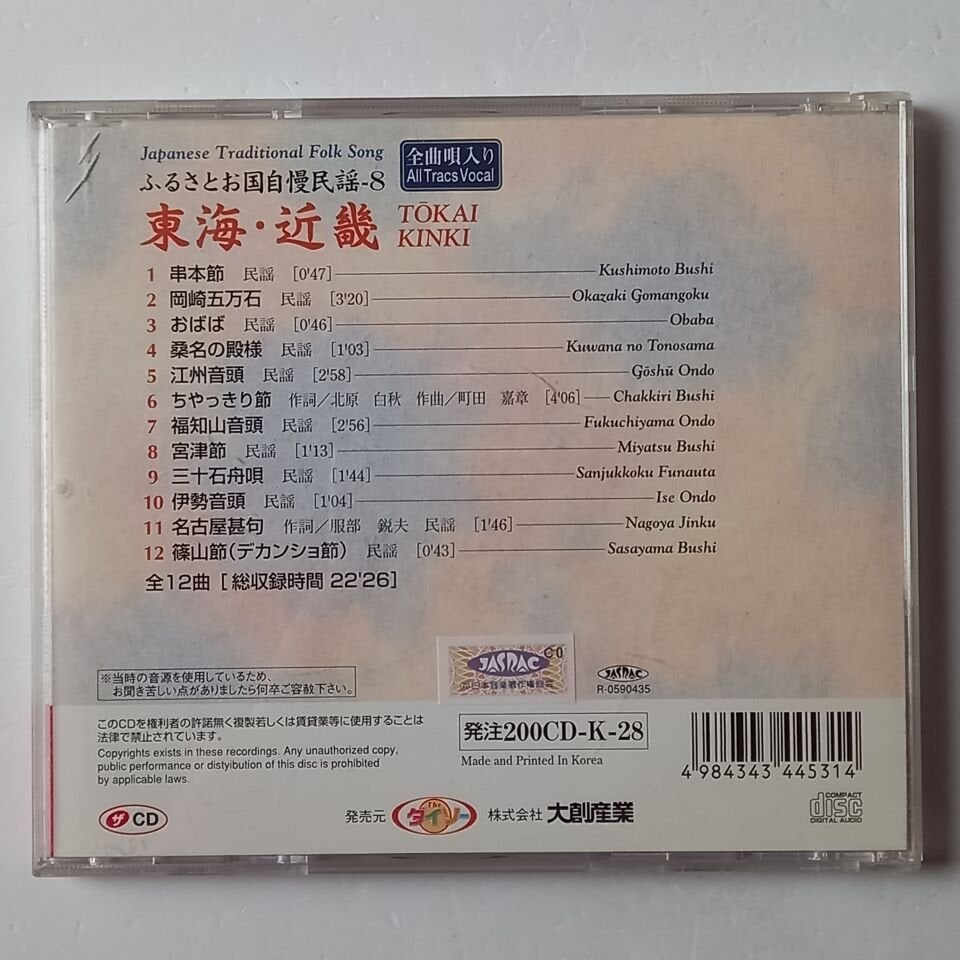 Japanese Traditional Folk Song
全曲唄入り
All Tracs Vocal
ふるさとお国自慢民謡-8
東海・近畿 TŌKAI KINKI
1 串本節 民謡 [0'47] Kushimoto Bushi
2 岡崎五万石 民謡 [3'20] Okazaki Gomangoku
3 おばば 民謡 [0'46] Obaba
4 桑名の殿様 民謡 [1'03] Kuwana no Tonosama
5 江州音頭 民謡 [2'58] Gōshū Ondo
6 ちゃっきり節 作詞／北原 白秋 作曲／町田 嘉章 [4'06] Chakkiri Bushi
7 福知山音頭 民謡 [2'56] Fukuchiyama Ondo
8 宮津節 民謡 [1'13] Miyatsu Bushi
9 三十石舟唄 民謡 [1'44] Sanjukkoku Funauta
10 伊勢音頭 民謡 [1'04] Ise Ondo
11 名古屋甚句 作詞／服部 鋭夫 民謡 [1'46] Nagoya Jinku
12 篠山節（デカンショ節） 民謡 [0'43] Sasayama Bushi
全12曲 [総収録時間 22'26]
※当時の音源を使用しているため、
お聞き苦しい点がありましたら何卒ご容赦下さい。
JASRAC
CO
JASRAC
R-0590435
このCDを権利者の許諾無く複製若しくは賃貸業等に使用することは
法律で禁止されています。
Copyrights exists in these recordings. Any unauthorized copy,
public performance or distyibution of this disc is prohibited
by applicable laws.
発注200CD-K-28
Made and Printed In Korea
4 984343 445314
ザ CD
発売元 The ダイソー 株式会社 大創産業
COMPACT
disc
DIGITAL AUDIO